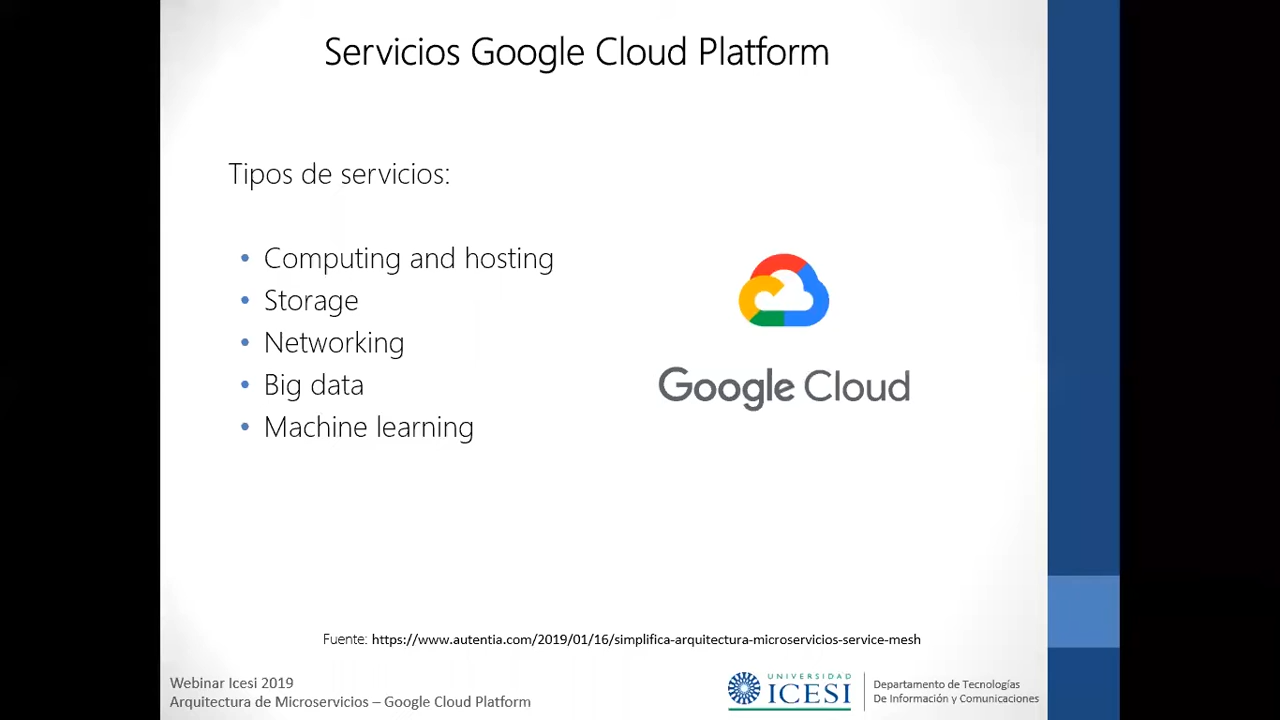 Servicios Google Cloud Platform
Tipos de servicios:
• Computing and hosting
• Storage
• Networking
• Big data
• Machine learning
Google Cloud
Fuente: https://www.autentia.com/2019/01/16/simplifica-arquitectura-microservicios-service-mesh
Webinar Icesi 2019
Arquitectura de Microservicios – Google Cloud Platform
UNIVERSIDAD
ICESI
Departamento de Tecnologías
De Información y Comunicaciones